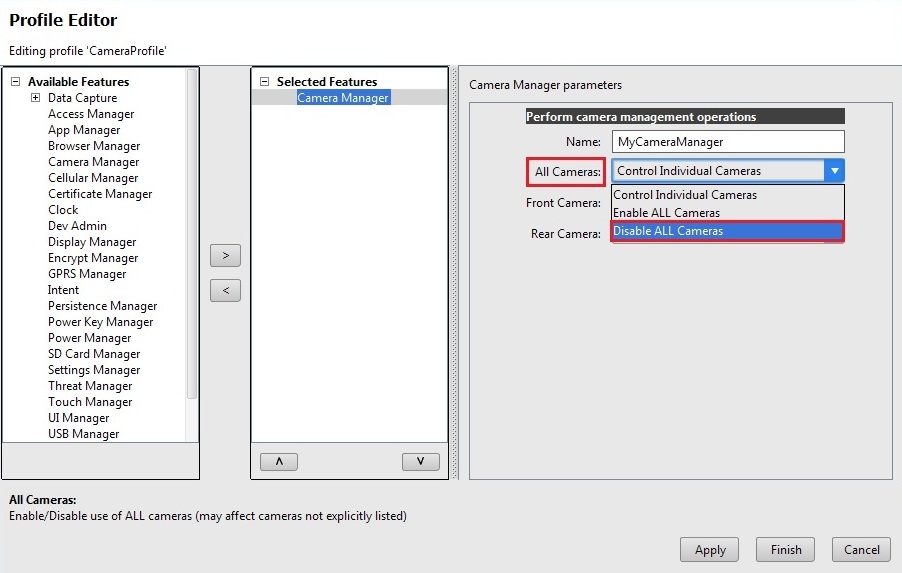 Profile Editor
Editing profile 'CameraProfile'
Available Features
Data Capture
Access Manager
App Manager
Browser Manager
Camera Manager
Cellular Manager
Certificate Manager
Clock
Dev Admin
Display Manager
Encrypt Manager
GPRS Manager
Intent
Persistence Manager
Power Key Manager
Power Manager
SD Card Manager
Settings Manager
Threat Manager
Touch Manager
UI Manager
USB Manager
>
<
Selected Features
Camera Manager
Λ V
Camera Manager parameters
Perform camera management operations
Name: MyCameraManager
All Cameras: Control Individual Cameras
Control Individual Cameras
Front Camera:
Enable ALL Cameras
Rear Camera: Disable ALL Cameras
All Cameras:
Enable/Disable use of ALL cameras (may affect cameras not explicitly listed)
Apply Finish Cancel